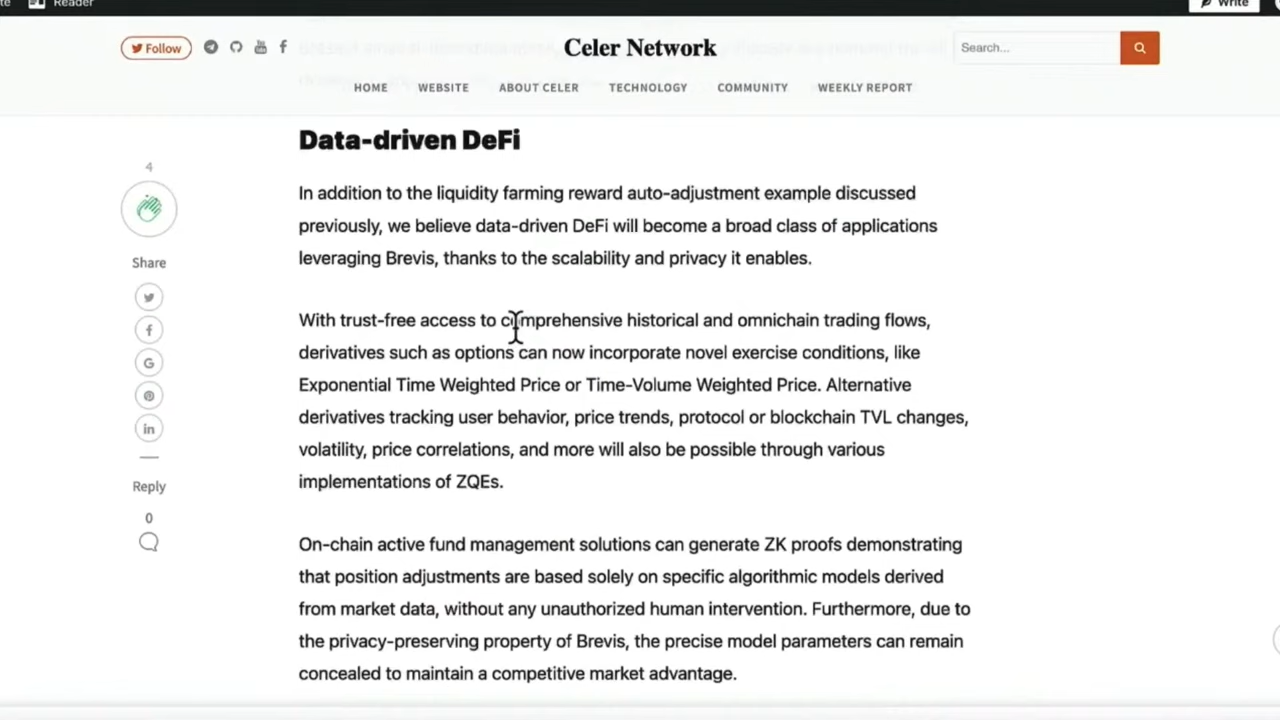 Reader
Write
Follow
Celer Network
Search...
HOME WEBSITE ABOUT CELER TECHNOLOGY COMMUNITY WEEKLY REPORT
Data-driven DeFi
4
In addition to the liquidity farming reward auto-adjustment example discussed
previously, we believe data-driven DeFi will become a broad class of applications
leveraging Brevis, thanks to the scalability and privacy it enables.
Share
With trust-free access to comprehensive historical and omnichain trading flows,
derivatives such as options can now incorporate novel exercise conditions, like
Exponential Time Weighted Price or Time-Volume Weighted Price. Alternative
derivatives tracking user behavior, price trends, protocol or blockchain TVL changes,
volatility, price correlations, and more will also be possible through various
implementations of ZQEs.
Reply
0
On-chain active fund management solutions can generate ZK proofs demonstrating
that position adjustments are based solely on specific algorithmic models derived
from market data, without any unauthorized human intervention. Furthermore, due to
the privacy-preserving property of Brevis, the precise model parameters can remain
concealed to maintain a competitive market advantage.